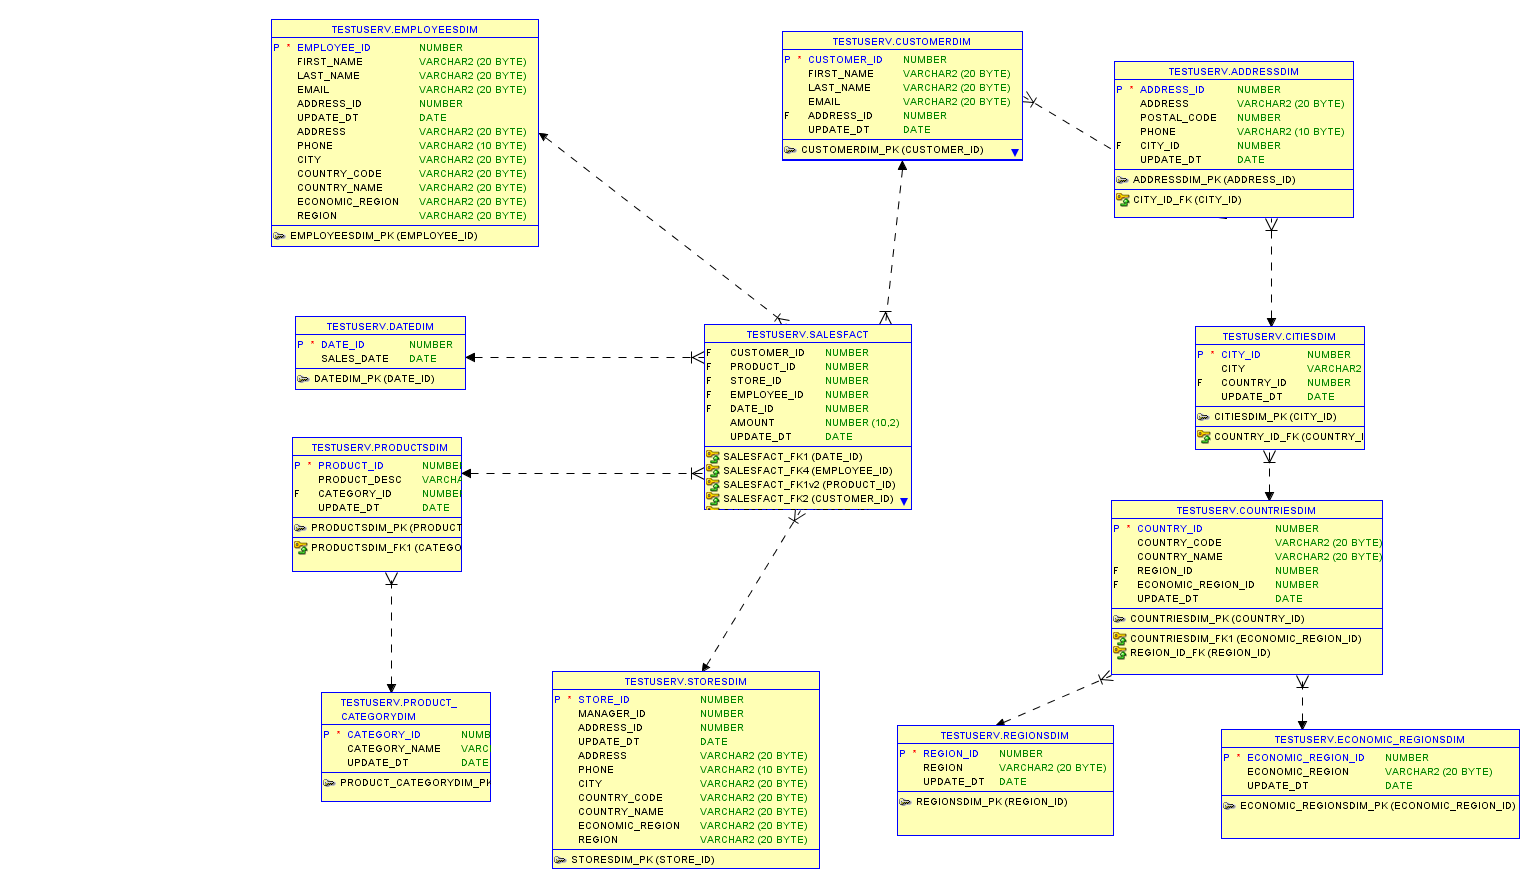 TESTUSERV.EMPLOYEESDIM
P * EMPLOYEE_ID NUMBER
FIRST_NAME VARCHAR2 (20 BYTE)
LAST_NAME VARCHAR2 (20 BYTE)
EMAIL VARCHAR2 (20 BYTE)
ADDRESS_ID NUMBER
UPDATE_DT DATE
ADDRESS VARCHAR2 (20 BYTE)
PHONE VARCHAR2 (10 BYTE)
CITY VARCHAR2 (20 BYTE)
COUNTRY_CODE VARCHAR2 (20 BYTE)
COUNTRY_NAME VARCHAR2 (20 BYTE)
ECONOMIC_REGION VARCHAR2 (20 BYTE)
REGION VARCHAR2 (20 BYTE)
EMPLOYEESDIM_PK (EMPLOYEE_ID)
TESTUSERV.CUSTOMERDIM
P * CUSTOMER_ID NUMBER
FIRST_NAME VARCHAR2 (20 BYTE)
LAST_NAME VARCHAR2 (20 BYTE)
EMAIL VARCHAR2 (20 BYTE)
F ADDRESS_ID NUMBER
UPDATE_DT DATE
CUSTOMERDIM_PK (CUSTOMER_ID)
TESTUSERV.ADDRESSDIM
P * ADDRESS_ID NUMBER
ADDRESS VARCHAR2 (20 BYTE)
POSTAL_CODE NUMBER
PHONE VARCHAR2 (10 BYTE)
F CITY_ID NUMBER
UPDATE_DT DATE
ADDRESSDIM_PK (ADDRESS_ID)
CITY_ID_FK (CITY_ID)
TESTUSERV.DATEDIM
P * DATE_ID NUMBER
SALES_DATE DATE
DATEDIM_PK (DATE_ID)
TESTUSERV.SALESFACT
F CUSTOMER_ID NUMBER
F PRODUCT_ID NUMBER
F STORE_ID NUMBER
F EMPLOYEE_ID NUMBER
F DATE_ID NUMBER
AMOUNT NUMBER (10,2)
UPDATE_DT DATE
SALESFACT_FK1 (DATE_ID)
SALESFACT_FK4 (EMPLOYEE_ID)
SALESFACT_FK1v2 (PRODUCT_ID)
SALESFACT_FK2 (CUSTOMER_ID)
TESTUSERV.CITIESDIM
P * CITY_ID NUMBER
CITY VARCHAR2
F COUNTRY_ID NUMBER
UPDATE_DT DATE
CITIESDIM_PK (CITY_ID)
COUNTRY_ID_FK (COUNTRY_I
TESTUSERV.PRODUCTSDIM
P * PRODUCT_ID NUMBE
PRODUCT_DESC VARCHA
F CATEGORY_ID NUMBE
UPDATE_DT DATE
PRODUCTSDIM_PK (PRODUCT
PRODUCTSDIM_FK1 (CATEGO
TESTUSERV.COUNTRIESDIM
P * COUNTRY_ID NUMBER
COUNTRY_CODE VARCHAR2 (20 BYTE)
COUNTRY_NAME VARCHAR2 (20 BYTE)
F REGION_ID NUMBER
F ECONOMIC_REGION_ID NUMBER
UPDATE_DT DATE
COUNTRIESDIM_PK (COUNTRY_ID)
COUNTRIESDIM_FK1 (ECONOMIC_REGION_ID)
REGION_ID_FK (REGION_ID)
TESTUSERV.PRODUCT_
CATEGORYDIM
P * CATEGORY_ID NUMB
CATEGORY_NAME VARC
UPDATE_DT DATE
PRODUCT_CATEGORYDIM_PK
TESTUSERV.STORESDIM
P * STORE_ID NUMBER
MANAGER_ID NUMBER
ADDRESS_ID NUMBER
UPDATE_DT DATE
ADDRESS VARCHAR2 (20 BYTE)
PHONE VARCHAR2 (10 BYTE)
CITY VARCHAR2 (20 BYTE)
COUNTRY_CODE VARCHAR2 (20 BYTE)
COUNTRY_NAME VARCHAR2 (20 BYTE)
ECONOMIC_REGION VARCHAR2 (20 BYTE)
REGION VARCHAR2 (20 BYTE)
STORESDIM_PK (STORE_ID)
TESTUSERV.REGIONSDIM
P * REGION_ID NUMBER
REGION VARCHAR2 (20 BYTE)
UPDATE_DT DATE
REGIONSDIM_PK (REGION_ID)
TESTUSERV.ECONOMIC_REGIONSDIM
P * ECONOMIC_REGION_ID NUMBER
ECONOMIC_REGION VARCHAR2 (20 BYTE)
UPDATE_DT DATE
ECONOMIC_REGIONSDIM_PK (ECONOMIC_REGION_ID)